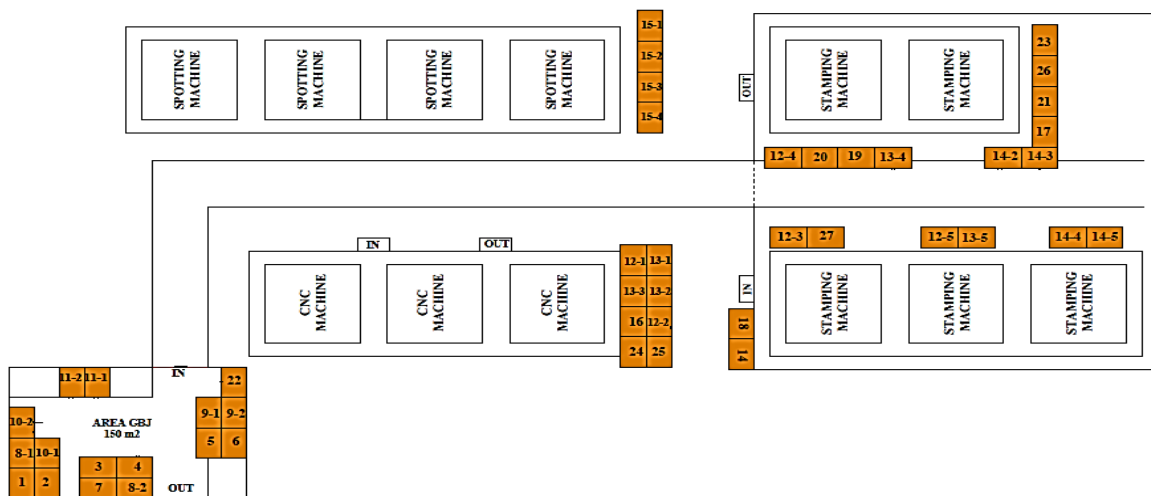 15-1
15-2
15-3
15-4
SPOTTING
MACHINE
SPOTTING
MACHINE
SPOTTING
MACHINE
SPOTTING
MACHINE
OUT
STAMPING
MACHINE
STAMPING
MACHINE
23
26
21
17
12-4 20 19 13-4
14-2 14-3
IN
OUT
CNC
MACHINE
CNC
MACHINE
CNC
MACHINE
12-1 13-1
13-3 13-2
16 12-2
24 25
12-3 27
12-5 13-5
14-4 14-5
IN
18
14
STAMPING
MACHINE
STAMPING
MACHINE
STAMPING
MACHINE
11-2 11-1
IN
22
10-2
AREA GBJ
150 m2
9-1 9-2
5 6
8-1 10-1
1 2
3 4
7 8-2
OUT